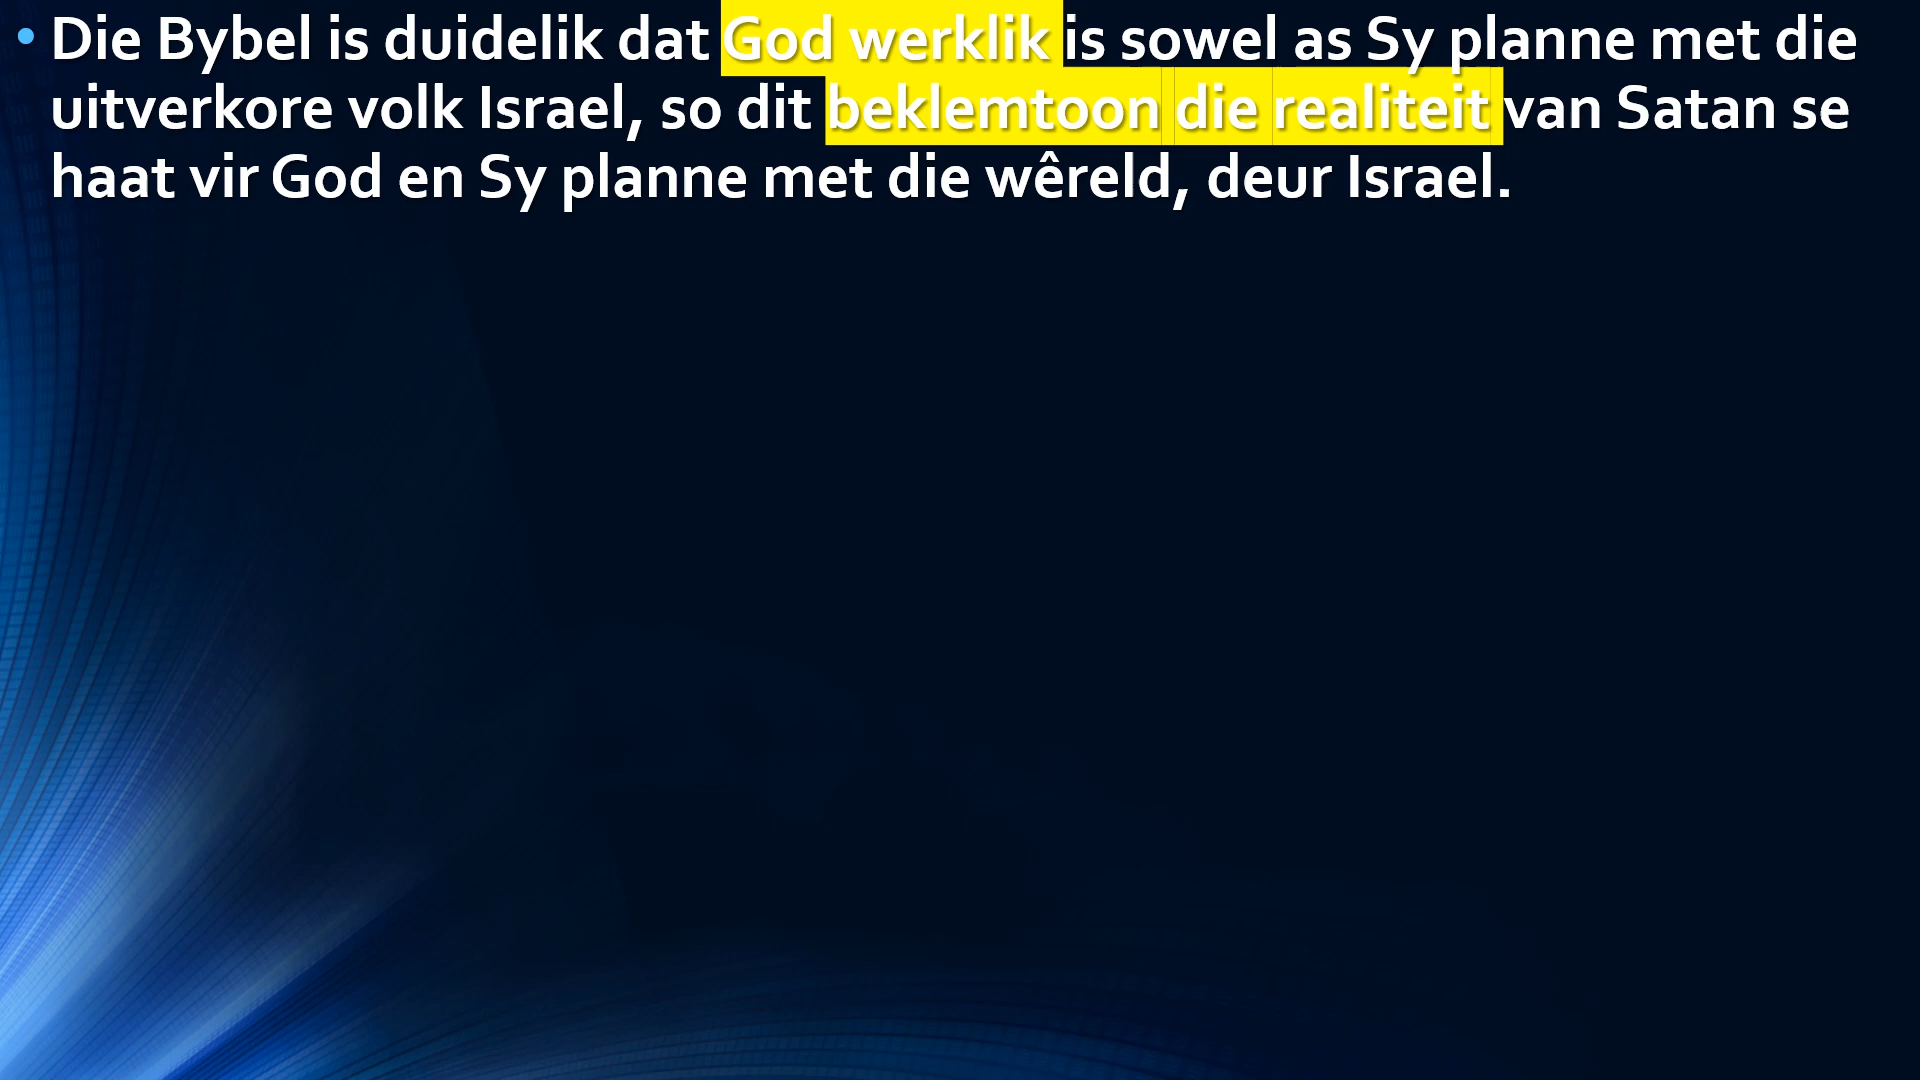 • Die Bybel is duidelik dat God werklik is sowel as Sy planne met die
uitverkore volk Israel, so dit beklemtoon die realiteit van Satan se
haat vir God en Sy planne met die wêreld, deur Israel.